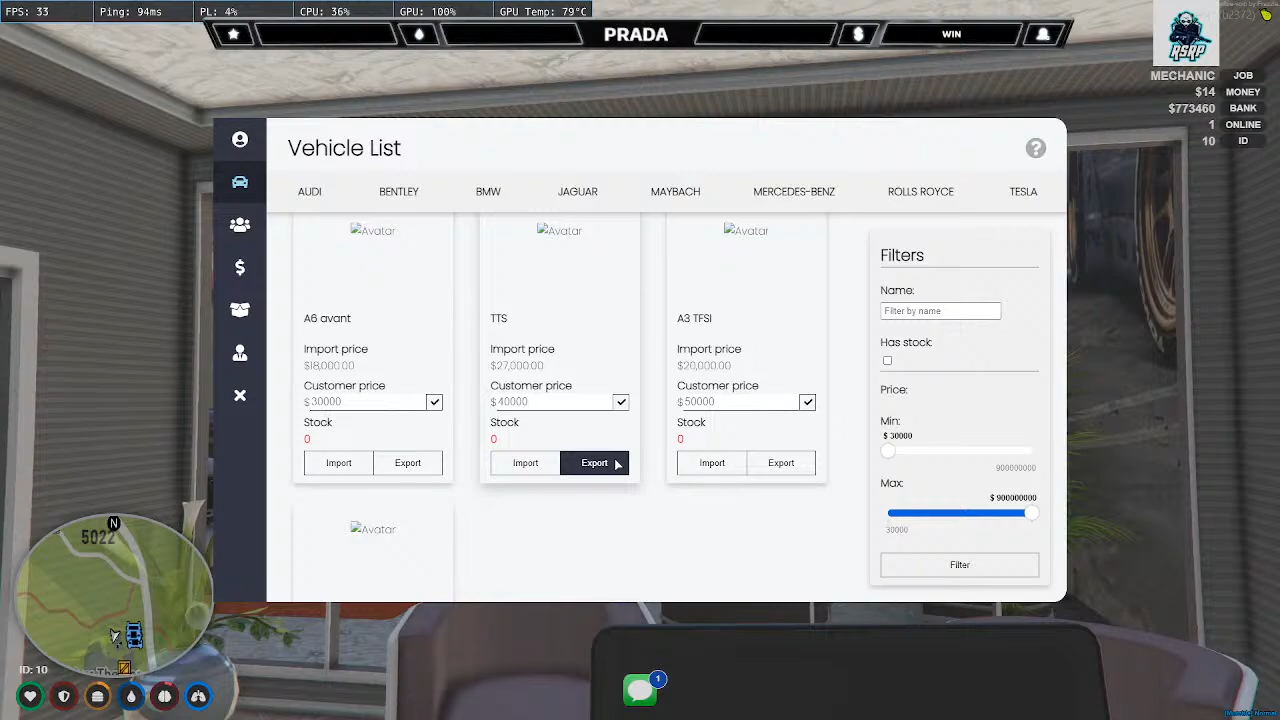 FPS: 33 Ping: 94ms PL: 4% CPU: 36% GPU: 100% GPU Temp: 79°C
PRADA
WIN
RSRP
MECHANIC JOB
$14 MONEY
$773460 BANK
1 ONLINE
10 ID
Vehicle List
?
AUDI BENTLEY BMW JAGUAR MAYBACH MERCEDES-BENZ ROLLS ROYCE TESLA
Avatar Avatar Avatar
A6 avant TTS A3 TFSI
Import price Import price Import price
$18,000.00 $27,000.00 $20,000.00
Customer price Customer price Customer price
$30000 $40000 $50000
Stock Stock Stock
0 0 0
Import Export Import Export Import Export
Avatar
Filters
Name:
Filter by name
Has stock:
Price:
Min:
$ 30000
900000000
Max:
$ 900000000
30000
Filter
N
5022
ID: 10
1